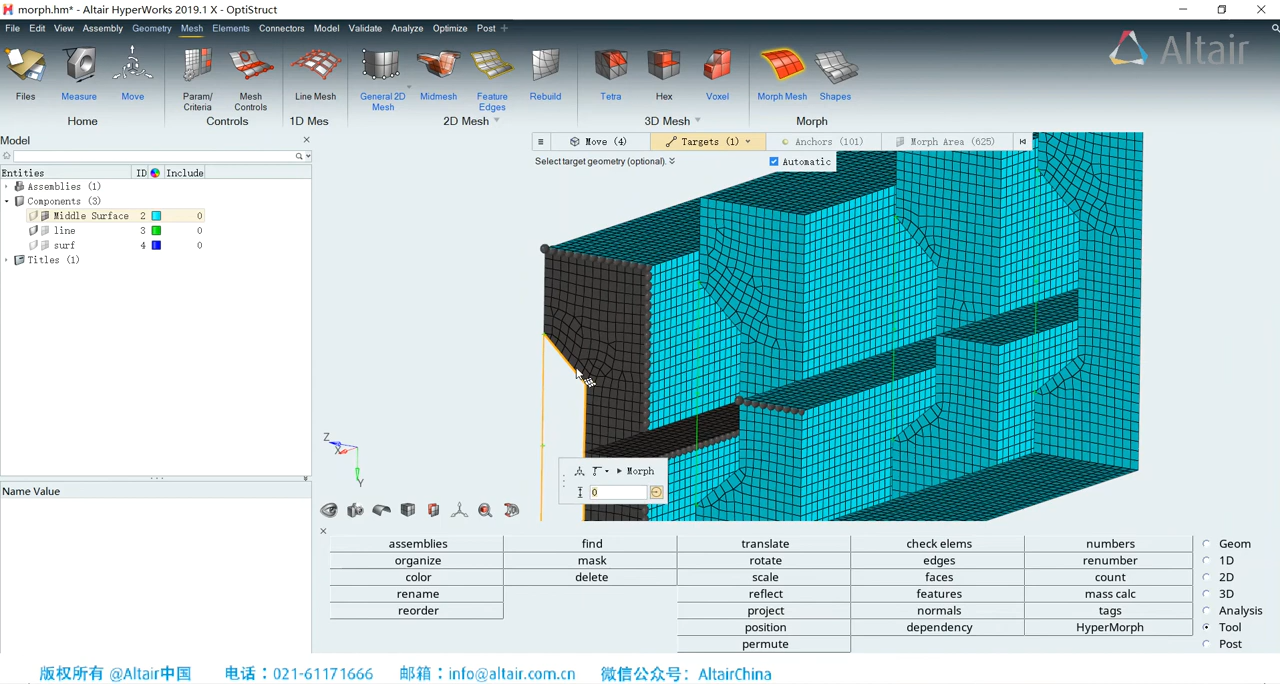 morph.hm* - Altair HyperWorks 2019.1 X - OptiStruct
File Edit View Assembly Geometry Mesh Elements Connectors Model Validate Analyze Optimize Post +
Altair
Files Measure Move Param/ Criteria Mesh Controls Line Mesh General 2D Mesh Midmesh Feature Edges Rebuild Tetra Hex Voxel Morph Mesh Shapes
Home Controls 1D Mes 2D Mesh 3D Mesh Morph
Model
Move (4) Targets (1) Anchors (101) Morph Area (625)
Select target geometry (optional). Automatic
Entities ID Include
Assemblies (1)
Components (3)
Middle Surface 2 0
line 3 0
surf 4 0
Titles (1)
Name Value
Z X Y
Morph
0
assemblies find translate check elems numbers Geom
organize mask rotate edges renumber 1D
color delete scale faces count 2D
rename reflect features mass calc 3D
reorder project normals tags Analysis
position dependency HyperMorph Tool
permute Post
版权所有 @Altair中国 电话：021-61171666 邮箱：info@altair.com.cn 微信公众号：AltairChina